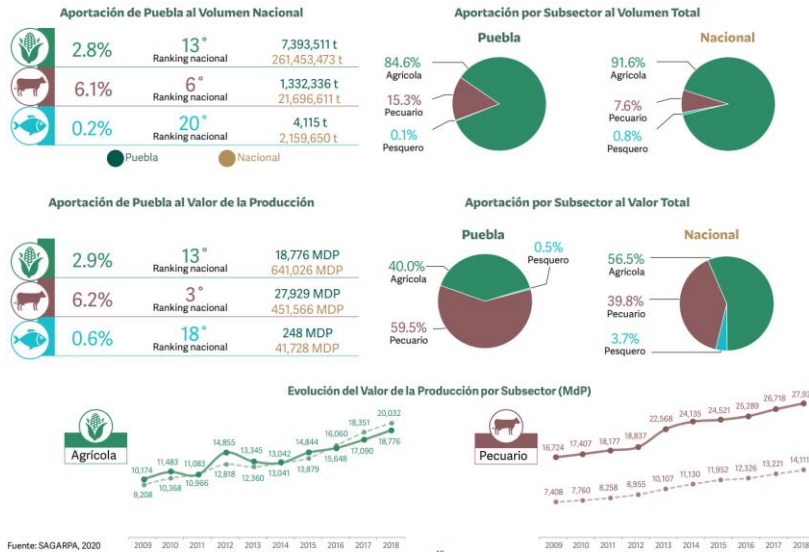 Aportación de Puebla al Volumen Nacional
2.8%
13°
Ranking nacional
7,393,511 t
261,453,473 t
6.1%
6°
Ranking nacional
1,332,336 t
21,696,611 t
0.2%
20°
Ranking nacional
4,115 t
2,159,650 t
Puebla
Nacional
Aportación por Subsector al Volumen Total
Puebla
84.6%
Agrícola
15.3%
Pecuario
0.1%
Pesquero
Nacional
91.6%
Agrícola
7.6%
Pecuario
0.8%
Pesquero
Aportación de Puebla al Valor de la Producción
2.9%
13°
Ranking nacional
18,776 MDP
641,026 MDP
6.2%
3°
Ranking nacional
27,929 MDP
451,566 MDP
0.6%
18°
Ranking nacional
248 MDP
41,728 MDP
Aportación por Subsector al Valor Total
Puebla
40.0%
Agrícola
0.5%
Pesquero
59.5%
Pecuario
Nacional
56.5%
Agrícola
39.8%
Pecuario
3.7%
Pesquero
Evolución del Valor de la Producción por Subsector (MdP)
Agrícola
10,174 11,483 11,083 14,855 13,345 13,042 14,844 16,060 18,351 20,032
9,208 10,368 10,966 12,818 12,360 13,041 13,879 15,648 17,090 18,776
2009 2010 2011 2012 2013 2014 2015 2016 2017 2018
Pecuario
16,724 17,407 18,177 18,837 22,568 24,135 24,521 25,289 26,718 27,92
7,408 7,760 8,258 8,955 10,107 11,130 11,952 12,326 13,221 14,111
2009 2010 2011 2012 2013 2014 2015 2016 2017 2018
Fuente: SAGARPA, 2020